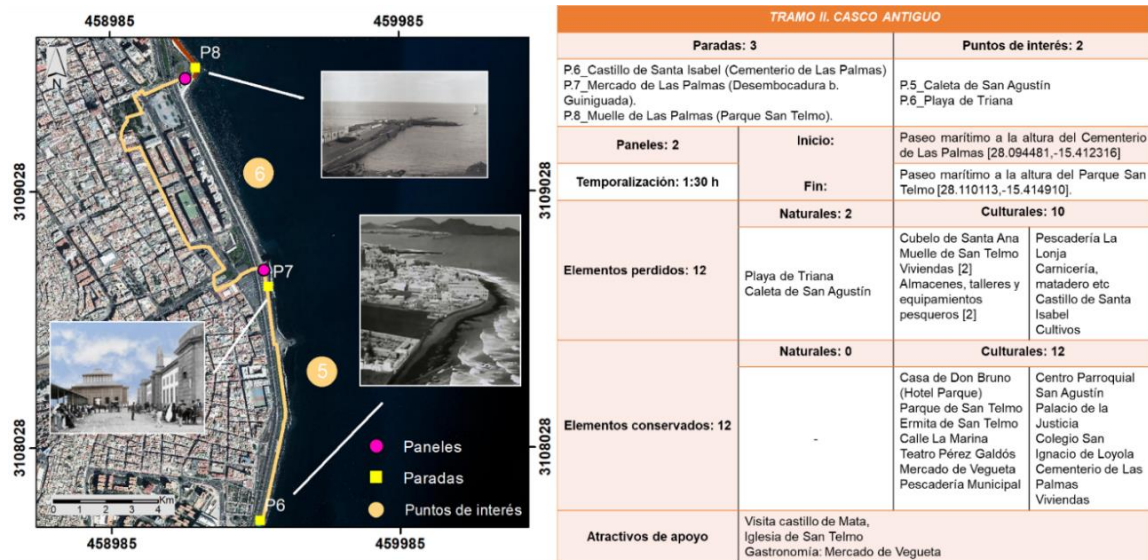 458985
459985
P8
N
6
3109028
3109028
P7
5
3108028
3108028
Paneles
Paradas
Puntos de interés
P6
0 1 2 3 4 Km
458985
459985
TRAMO II. CASCO ANTIGUO
Paradas: 3
Puntos de interés: 2
P.6_Castillo de Santa Isabel (Cementerio de Las Palmas)
P.7_Mercado de Las Palmas (Desembocadura b.
Guiniguada).
P.8_Muelle de Las Palmas (Parque San Telmo).
P.5_Caleta de San Agustín
P.6_Playa de Triana
Paneles: 2
Inicio:
Paseo marítimo a la altura del Cementerio
de Las Palmas [28.094481,-15.412316]
Temporalización: 1:30 h
Fin:
Paseo marítimo a la altura del Parque San
Telmo [28.110113,-15.414910].
Elementos perdidos: 12
Naturales: 2
Culturales: 10
Playa de Triana
Caleta de San Agustín
Cubelo de Santa Ana
Muelle de San Telmo
Viviendas [2]
Almacenes, talleres y
equipamientos
pesqueros [2]
Pescadería La
Lonja
Carnicería,
matadero etc
Castillo de Santa
Isabel
Cultivos
Elementos conservados: 12
Naturales: 0
Culturales: 12
-
Casa de Don Bruno
(Hotel Parque)
Parque de San Telmo
Ermita de San Telmo
Calle La Marina
Teatro Pérez Galdós
Mercado de Vegueta
Pescadería Municipal
Centro Parroquial
San Agustín
Palacio de la
Justicia
Colegio San
Ignacio de Loyola
Cementerio de Las
Palmas
Viviendas
Atractivos de apoyo
Visita castillo de Mata,
Iglesia de San Telmo
Gastronomía: Mercado de Vegueta